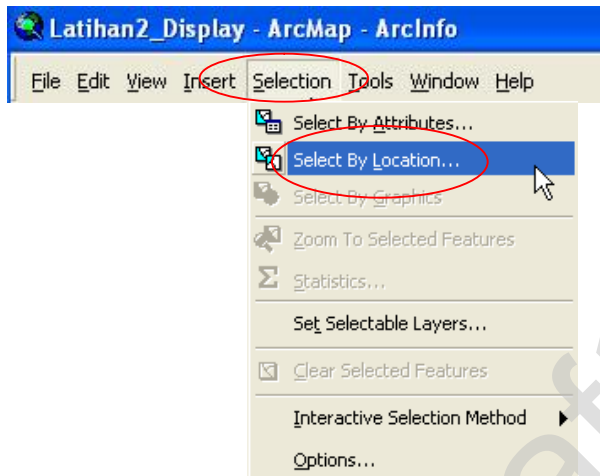 Latihan2_Display - ArcMap - ArcInfo
File Edit View Insert Selection Tools Window Help
Select By Attributes...
Select By Location...
Select By Graphics
Zoom To Selected Features
Statistics...
Set Selectable Layers...
Clear Selected Features
Interactive Selection Method
Options...